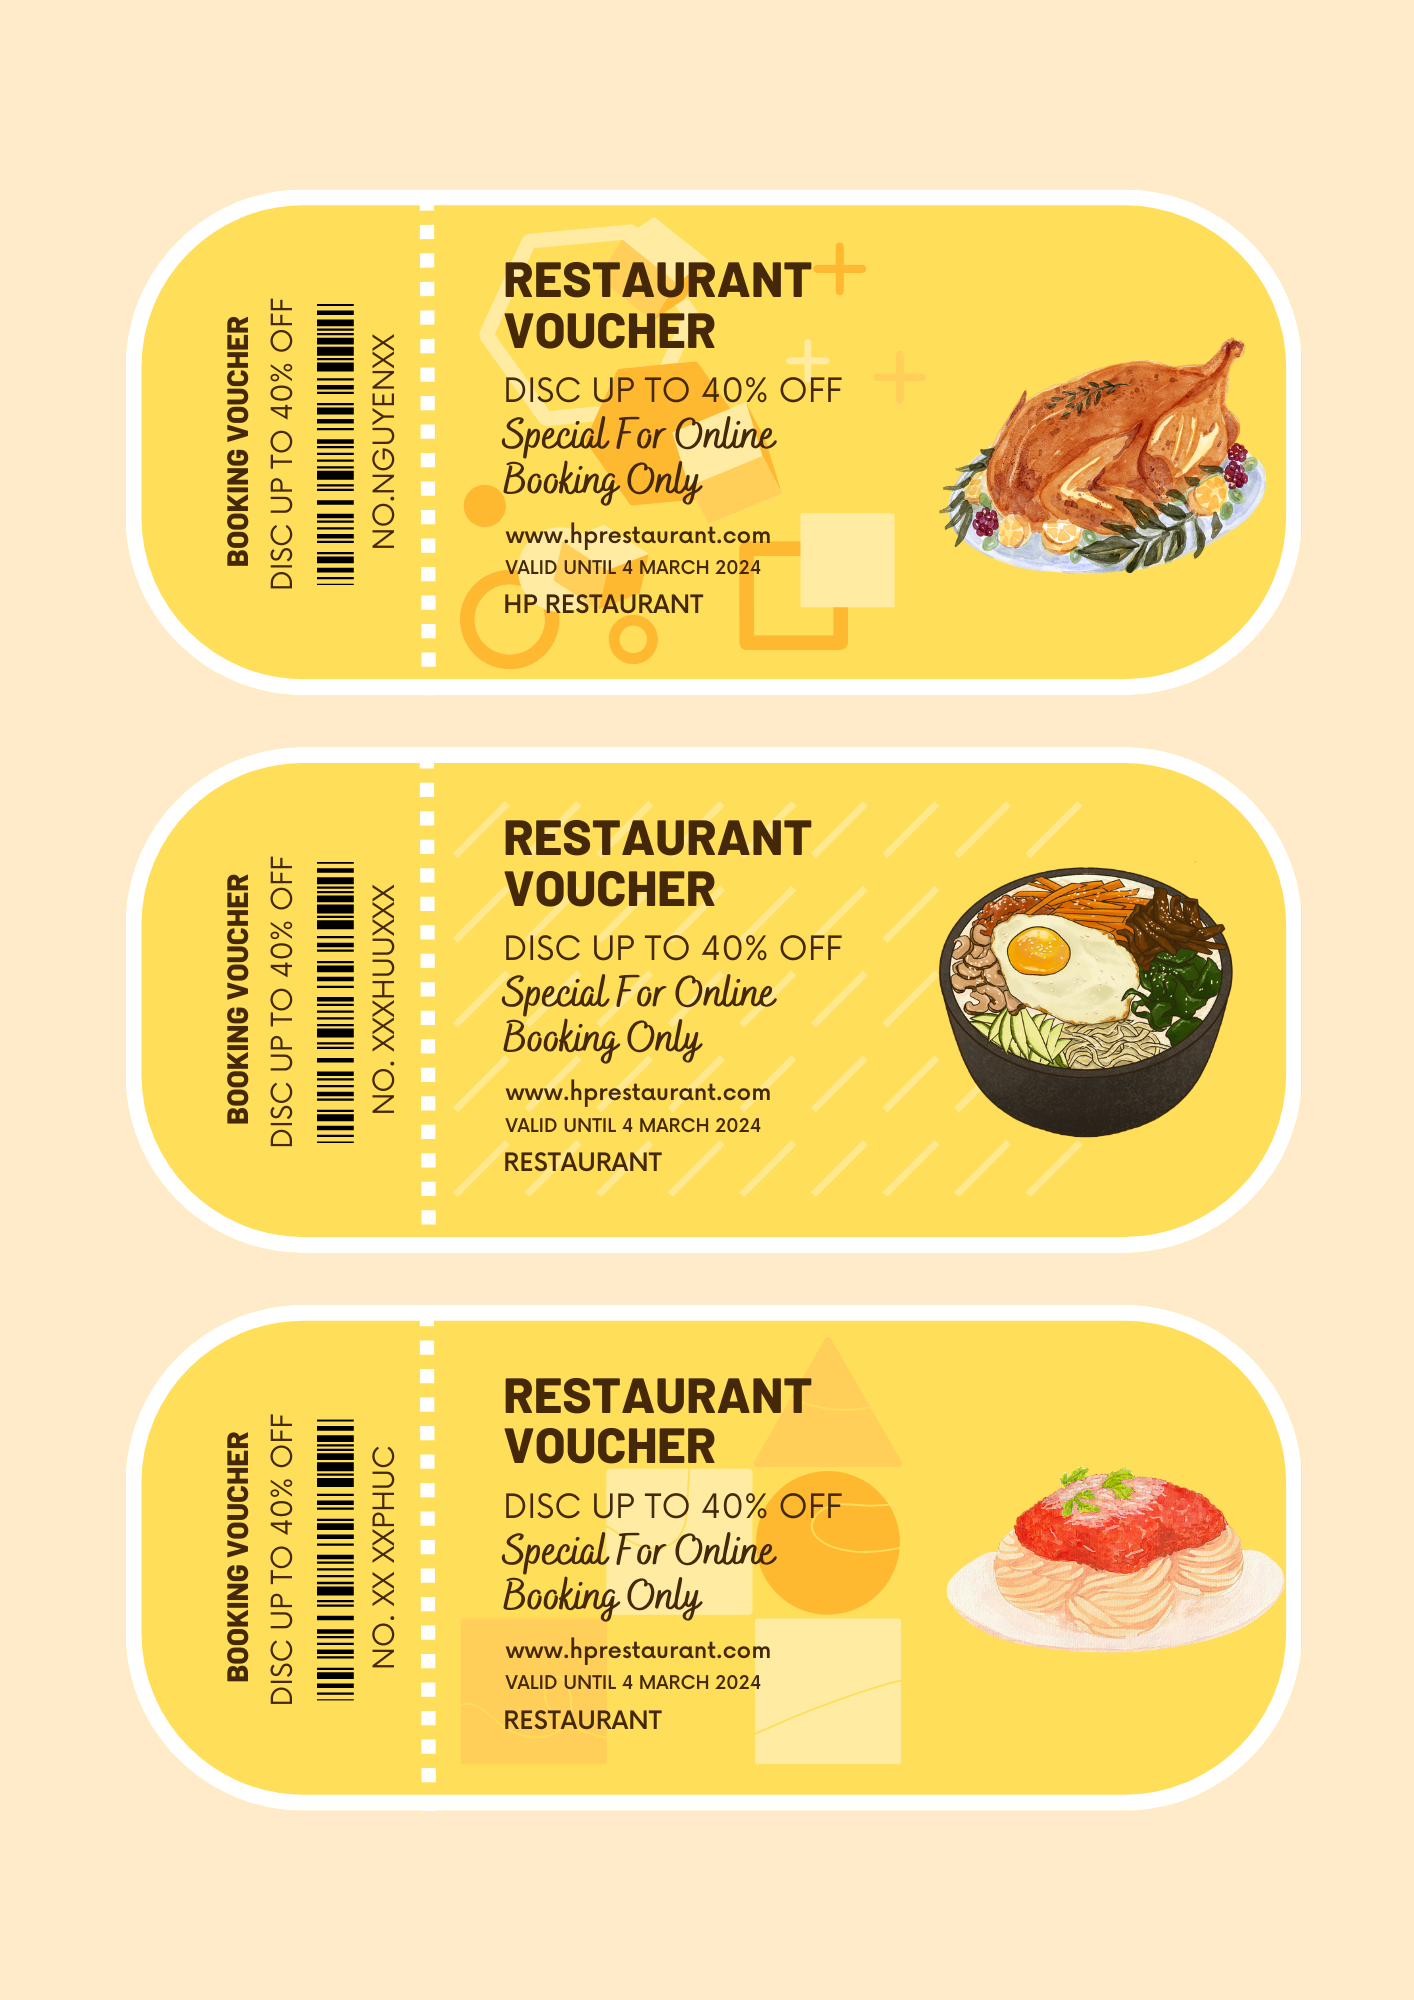 BOOKING VOUCHER
DISC UP TO 40% OFF
NO.NGUYENXX
RESTAURANT
VOUCHER
DISC UP TO 40% OFF
Special For Online
Booking Only
www.hprestaurant.com
VALID UNTIL 4 MARCH 2024
HP RESTAURANT
BOOKING VOUCHER
DISC UP TO 40% OFF
NO. XXXHUUXXX
RESTAURANT
VOUCHER
DISC UP TO 40% OFF
Special For Online
Booking Only
www.hprestaurant.com
VALID UNTIL 4 MARCH 2024
RESTAURANT
BOOKING VOUCHER
DISC UP TO 40% OFF
NO. XX XXPHUC
RESTAURANT
VOUCHER
DISC UP TO 40% OFF
Special For Online
Booking Only
www.hprestaurant.com
VALID UNTIL 4 MARCH 2024
RESTAURANT